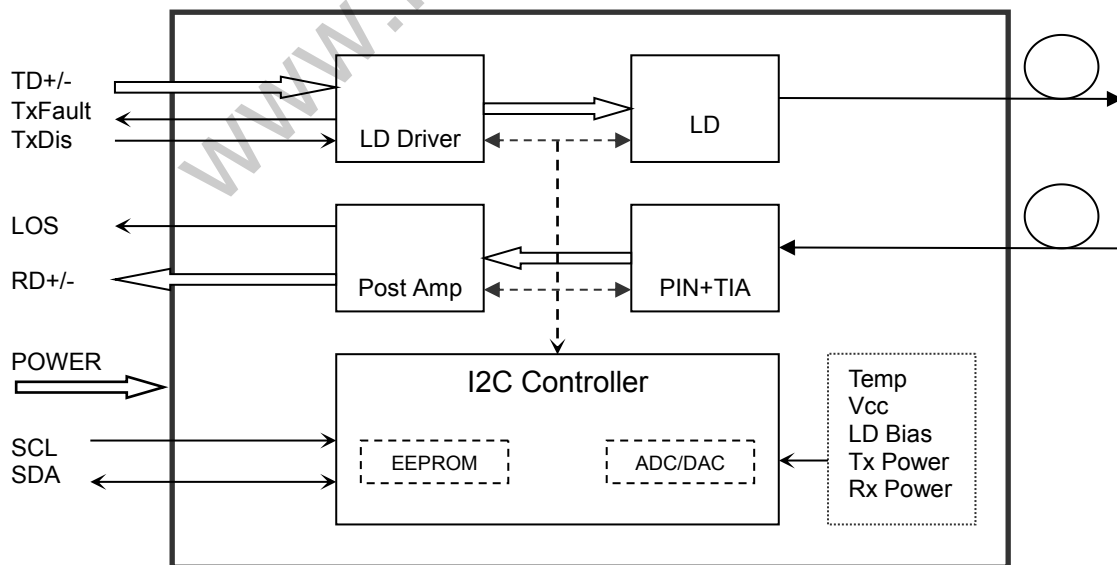 www.
TD+/-
TxFault
TxDis
LD Driver
LD
LOS
RD+/-
Post Amp
PIN+TIA
POWER
I2C Controller
SCL
SDA
EEPROM
ADC/DAC
Temp
Vcc
LD Bias
Tx Power
Rx Power